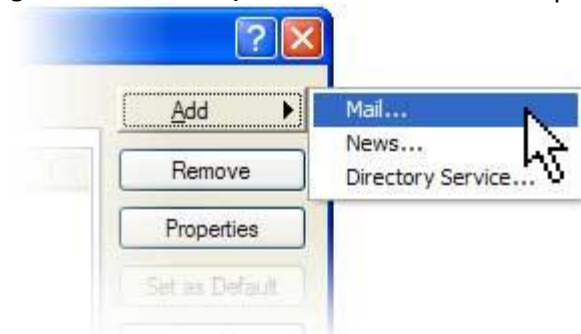 ?
Add
Mail...
News...
Directory Service...
Remove
Properties
Set as Default